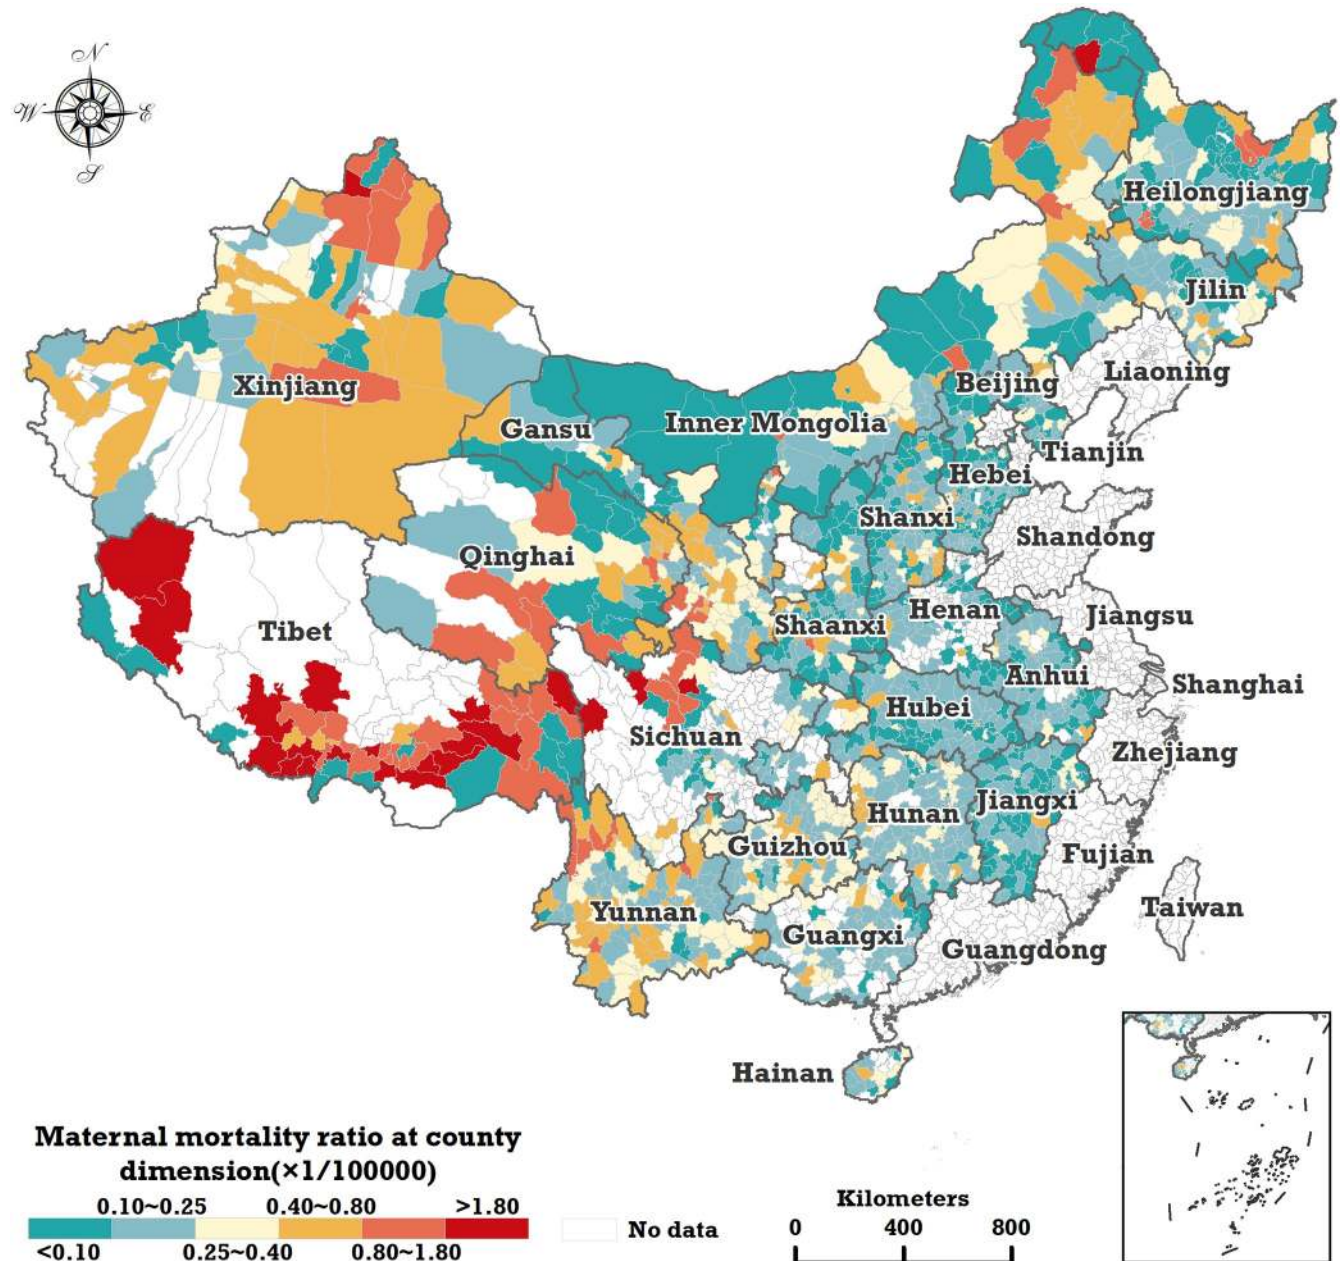 N
W
E
S
Heilongjiang
Jilin
Liaoning
Xinjiang
Beijing
Gansu
Inner Mongolia
Tianjin
Hebei
Shanxi
Shandong
Qinghai
Henan
Jiangsu
Tibet
Shaanxi
Anhui
Shanghai
Hubei
Sichuan
Zhejiang
Hunan
Jiangxi
Guizhou
Fujian
Yunnan
Taiwan
Guangxi
Guangdong
Hainan
Maternal mortality ratio at county
dimension(×1/100000)
0.10~0.25 0.40~0.80 >1.80
<0.10 0.25~0.40 0.80~1.80
No data
Kilometers
0 400 800